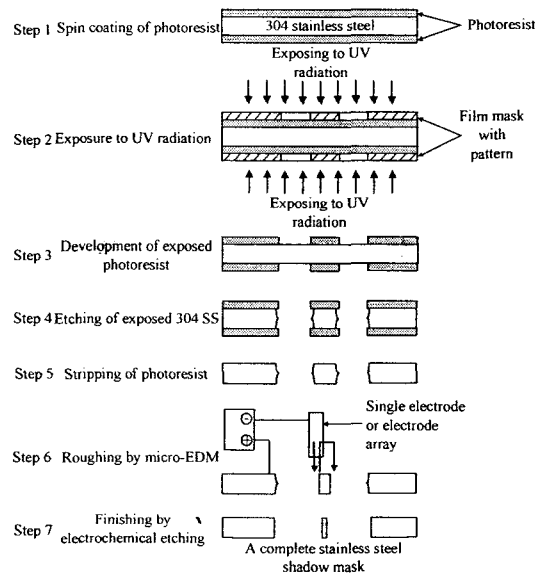 Step 1 Spin coating of photoresist
304 stainless steel
Photoresist
Exposing to UV
radiation
Step 2 Exposure to UV radiation
Film mask
with
pattern
Exposing to UV
radiation
Step 3
Development of exposed
photoresist
Step 4 Etching of exposed 304 SS
Step 5 Stripping of photoresist
Single electrode
or electrode
array
Step 6 Roughing by micro-EDM
Step 7
Finishing by
electrochemical etching
A complete stainless steel
shadow mask